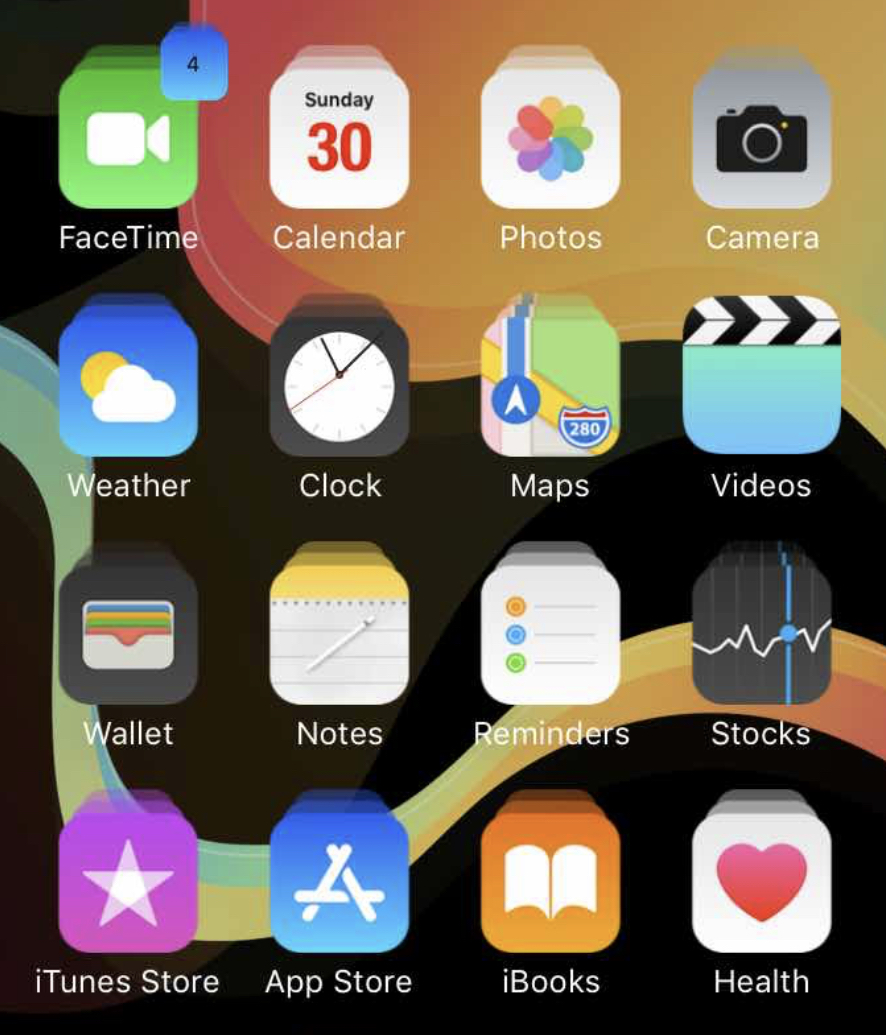 4
Sunday
30
FaceTime
Calendar
Photos
Camera
280
Weather
Clock
Maps
Videos
Wallet
Notes
Reminders
Stocks
iTunes Store
App Store
iBooks
Health